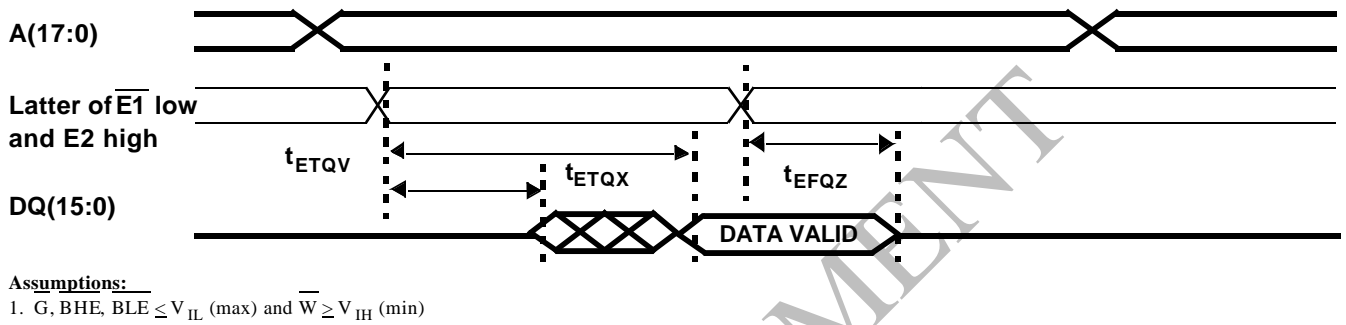 A(17:0)
Latter of E1 low
and E2 high
tETQV
tETQX
tEFQZ
DQ(15:0)
DATA VALID
Assumptions:
1. G, BHE, BLE ≤ VIL (max) and W ≥ VIH (min)
MENT